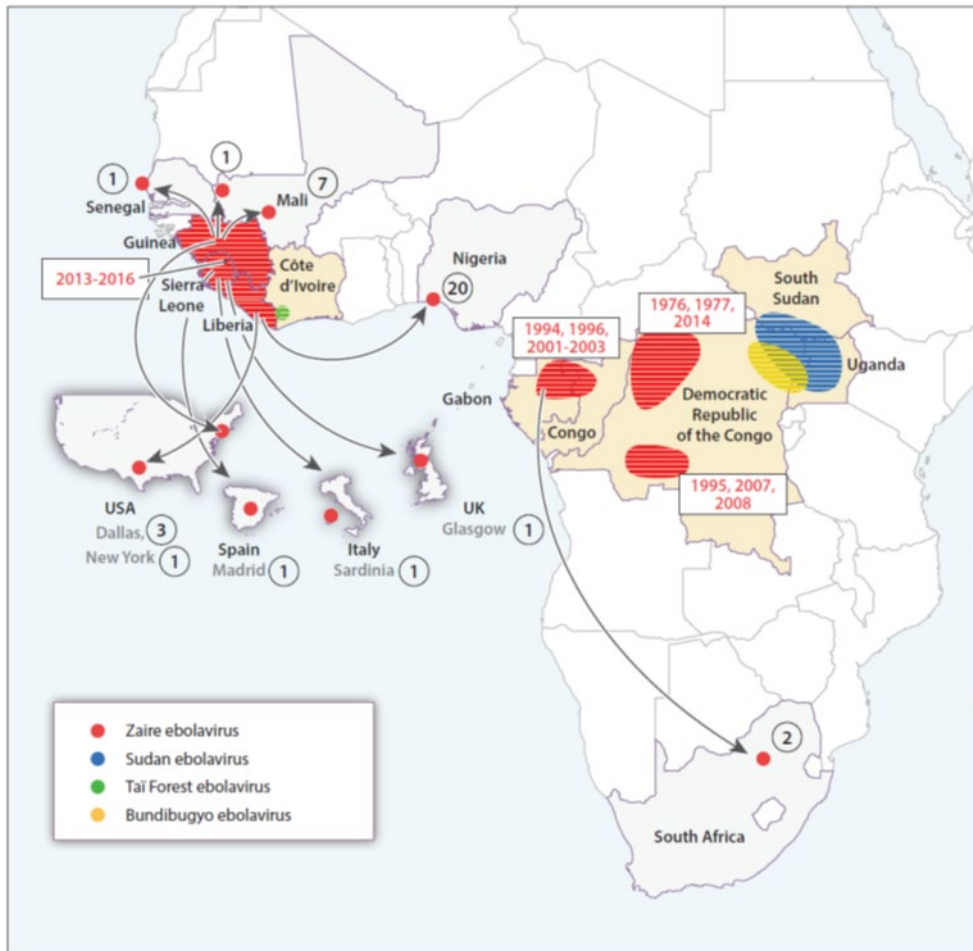 1
1
7
Senegal
Mali
Guinea
2013-2016
Sierra
Leone
Côte
d'Ivoire
Liberia
Nigeria
20
1994, 1996,
2001-2003
1976, 1977,
2014
South
Sudan
Uganda
Gabon
Congo
Democratic
Republic
of the Congo
1995, 2007,
2008
USA
Dallas, 3
New York 1
Spain
Madrid 1
Italy
Sardinia 1
UK
Glasgow 1
2
South Africa
Zaire ebolavirus
Sudan ebolavirus
Taï Forest ebolavirus
Bundibugyo ebolavirus